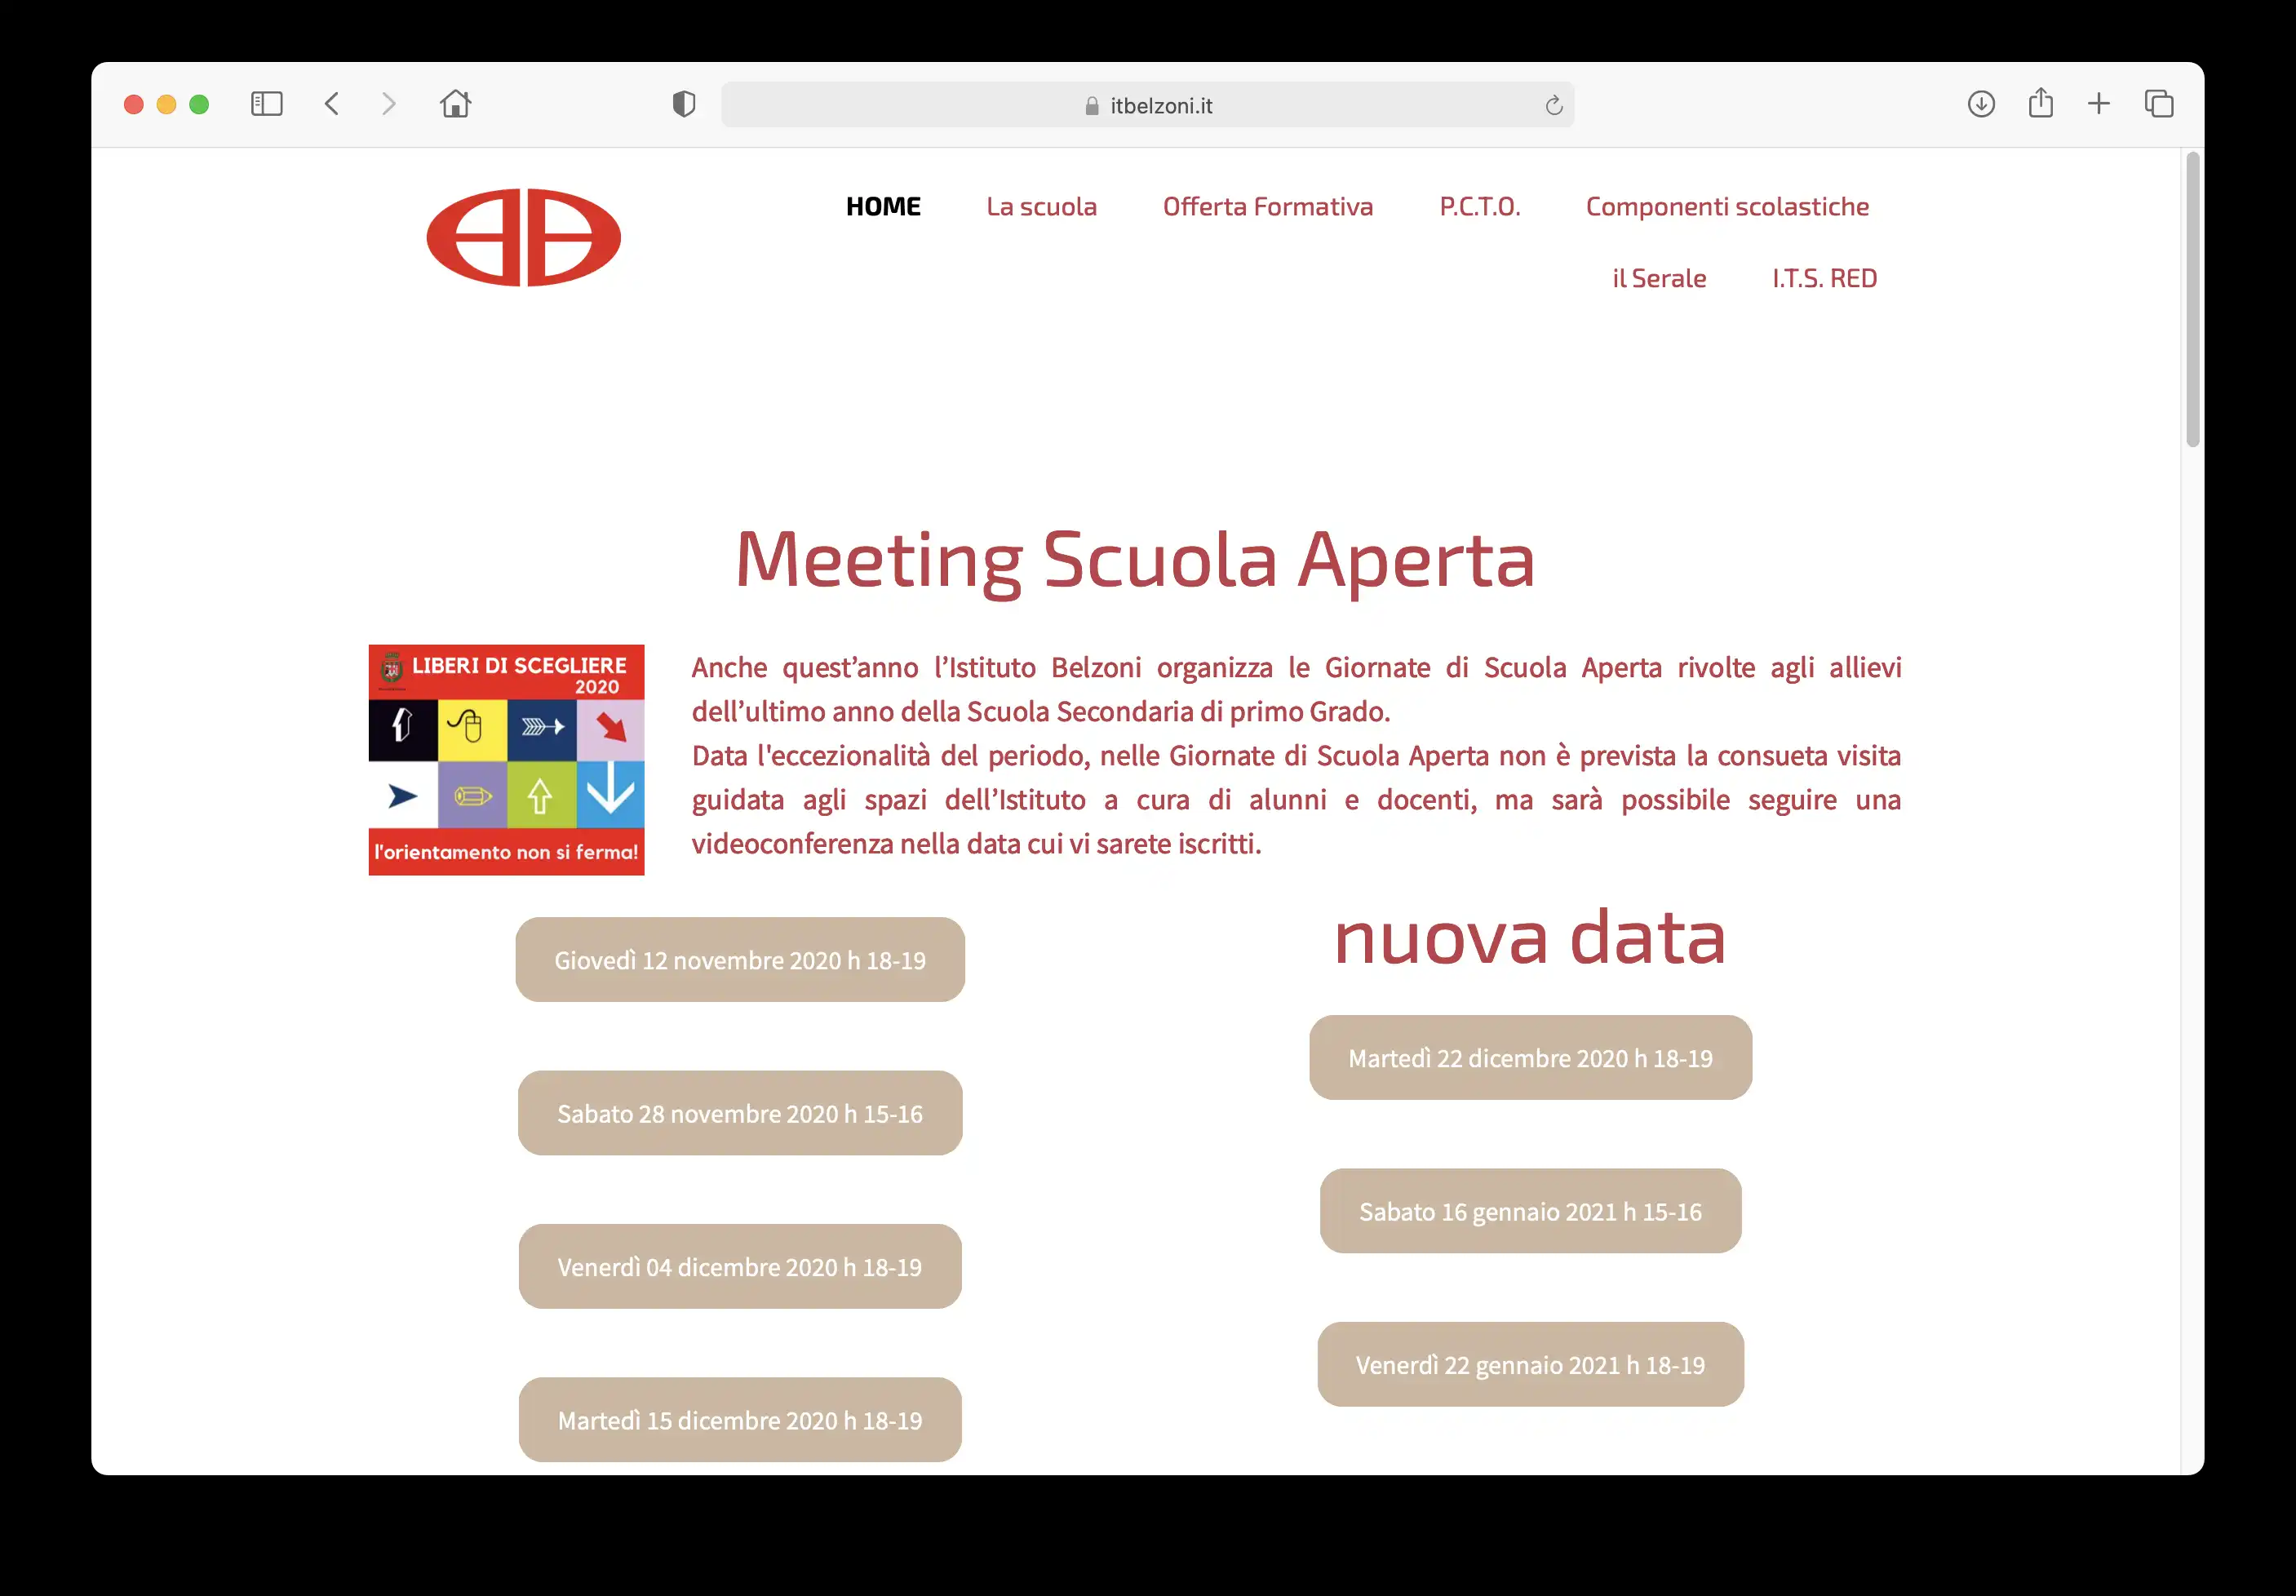 itbelzoni.it
HOME La scuola Offerta Formativa P.C.T.O. Componenti scolastiche
il Serale I.T.S. RED
Meeting Scuola Aperta
LIBERI DI SCEGLIERE
2020
l'orientamento non si ferma!
Anche quest’anno l’Istituto Belzoni organizza le Giornate di Scuola Aperta rivolte agli allievi
dell’ultimo anno della Scuola Secondaria di primo Grado.
Data l'eccezionalità del periodo, nelle Giornate di Scuola Aperta non è prevista la consueta visita
guidata agli spazi dell’Istituto a cura di alunni e docenti, ma sarà possibile seguire una
videoconferenza nella data cui vi sarete iscritti.
Giovedì 12 novembre 2020 h 18-19
Sabato 28 novembre 2020 h 15-16
Venerdì 04 dicembre 2020 h 18-19
Martedì 15 dicembre 2020 h 18-19
nuova data
Martedì 22 dicembre 2020 h 18-19
Sabato 16 gennaio 2021 h 15-16
Venerdì 22 gennaio 2021 h 18-19